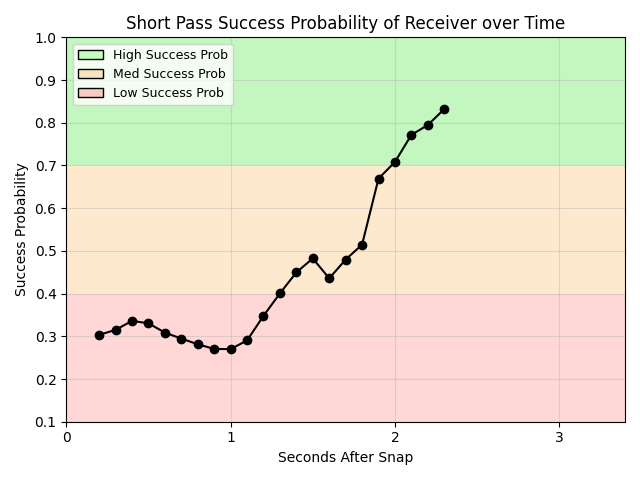 Short Pass Success Probability of Receiver over Time
High Success Prob
Med Success Prob
Low Success Prob
Success Probability
1.0
0.9
0.8
0.7
0.6
0.5
0.4
0.3
0.2
0.1
0 1 2 3
Seconds After Snap